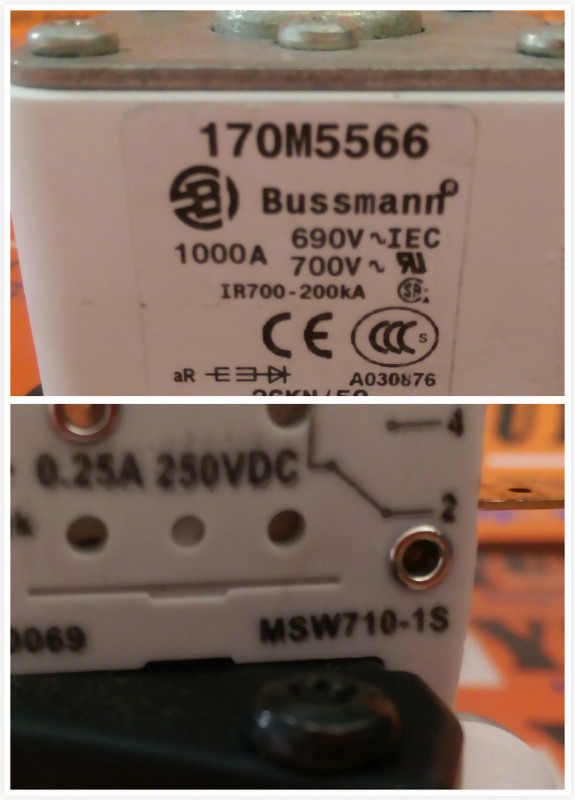 170M5566
Bussmann
690V~IEC
1000A 700V~
IR700-200kA
CE CCC S
aR A030876
4
0.25A 250VDC
2
k
0069
MSW710-1S